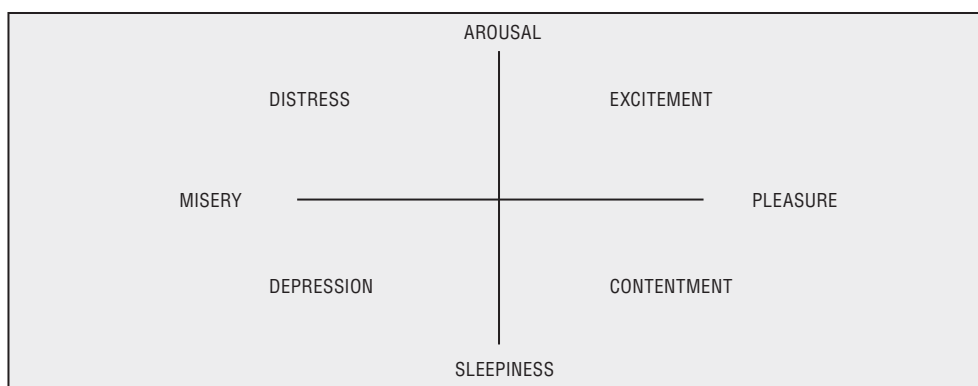 AROUSAL
DISTRESS EXCITEMENT
MISERY PLEASURE
DEPRESSION CONTENTMENT
SLEEPINESS